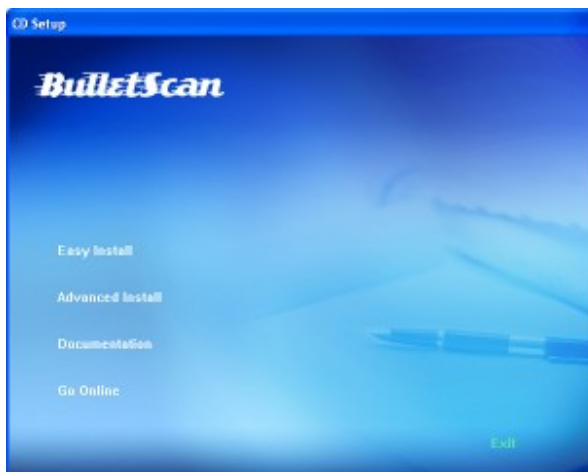 CD Setup
BulletScan
Easy Install
Advanced Install
Documentation
Go Online
Exit